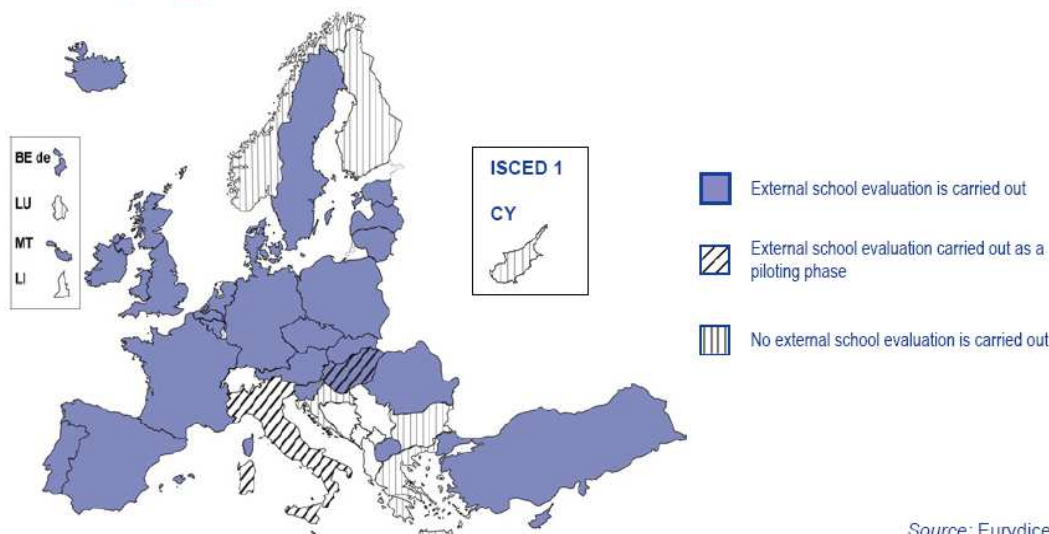 BE de
LU
MT
LI
ISCED 1
CY
External school evaluation is carried out
External school evaluation carried out as a
piloting phase
No external school evaluation is carried out
Source: Eurydice